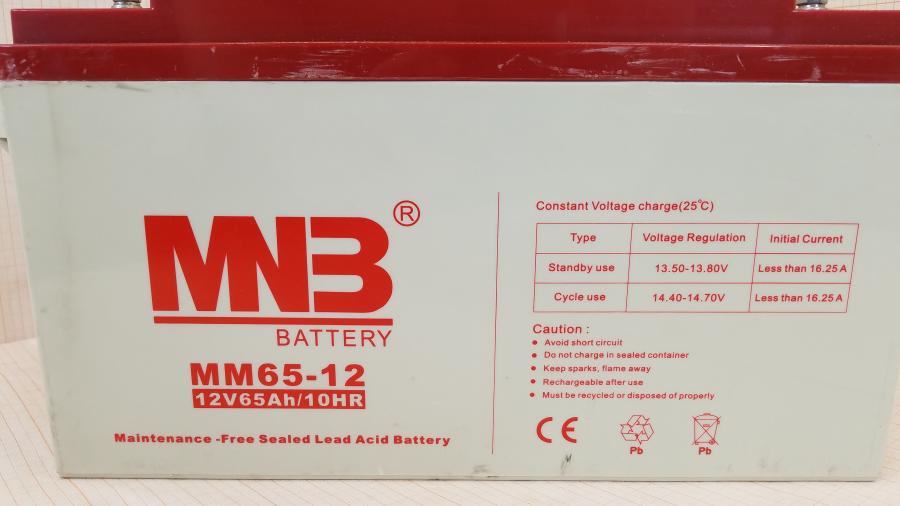 MNB®
BATTERY
MM65-12
12V65Ah/10HR
Maintenance -Free Sealed Lead Acid Battery
Constant Voltage charge(25℃)
Type Voltage Regulation Initial Current
Standby use 13.50-13.80V Less than 16.25A
Cycle use 14.40-14.70V Less than 16.25A
Caution :
Avoid short circuit
Do not charge in sealed container
Keep sparks, flame away
Rechargeable after use
Must be recycled or disposed of properly
CE
Pb Pb